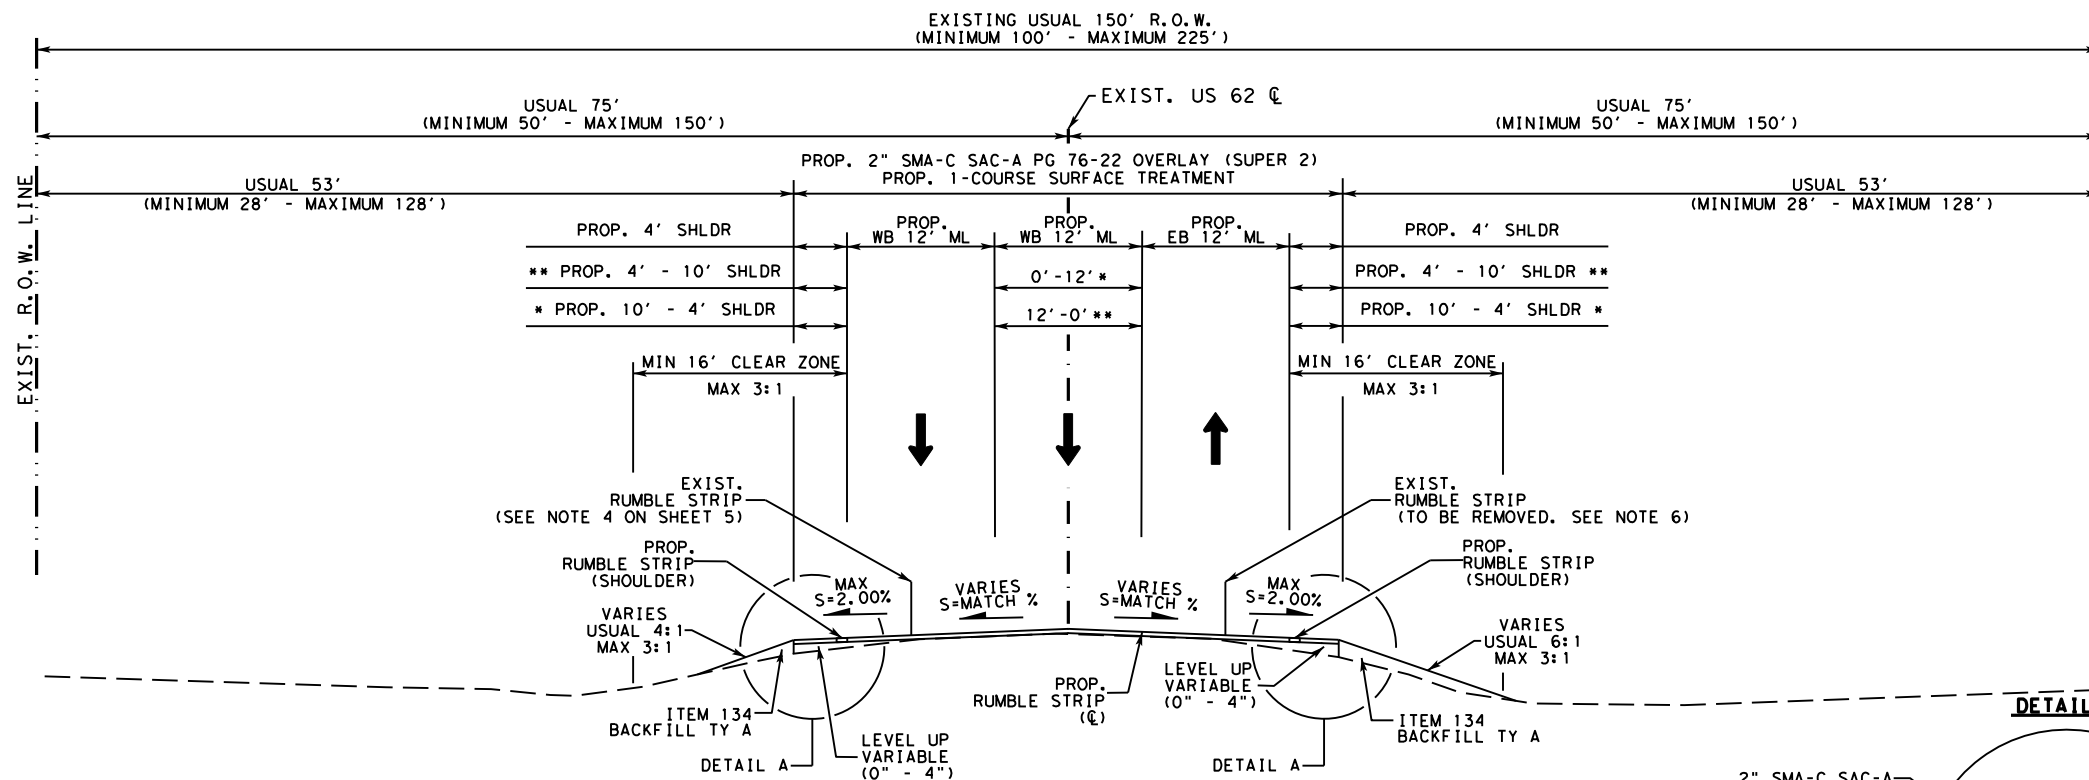 EXISTING USUAL 150' R.O.W.
(MINIMUM 100' - MAXIMUM 225')
EXIST. US 62 ℄
USUAL 75'
(MINIMUM 50' - MAXIMUM 150')
USUAL 75'
(MINIMUM 50' - MAXIMUM 150')
PROP. 2" SMA-C SAC-A PG 76-22 OVERLAY (SUPER 2)
PROP. 1-COURSE SURFACE TREATMENT
USUAL 53'
(MINIMUM 28' - MAXIMUM 128')
USUAL 53'
(MINIMUM 28' - MAXIMUM 128')
EXIST. R.O.W. LINE
PROP. 4' SHLDR
PROP.
WB 12' ML
PROP.
WB 12' ML
PROP.
EB 12' ML
PROP. 4' SHLDR
** PROP. 4' - 10' SHLDR
0'-12'*
PROP. 4' - 10' SHLDR **
* PROP. 10' - 4' SHLDR
12'-0'**
PROP. 10' - 4' SHLDR *
MIN 16' CLEAR ZONE
MAX 3:1
MIN 16' CLEAR ZONE
MAX 3:1
EXIST.
RUMBLE STRIP
(SEE NOTE 4 ON SHEET 5)
EXIST.
RUMBLE STRIP
(TO BE REMOVED. SEE NOTE 6)
PROP.
RUMBLE STRIP
(SHOULDER)
PROP.
RUMBLE STRIP
(SHOULDER)
MAX
S=2.00%
VARIES
S=MATCH %
VARIES
S=MATCH %
MAX
S=2.00%
VARIES
USUAL 4:1
MAX 3:1
VARIES
USUAL 6:1
MAX 3:1
PROP.
RUMBLE STRIP
(℄)
LEVEL UP
VARIABLE
(0" - 4")
ITEM 134
BACKFILL TY A
ITEM 134
BACKFILL TY A
LEVEL UP
VARIABLE
(0" - 4")
DETAIL A
DETAIL A
DETAIL
2" SMA-C SAC-A